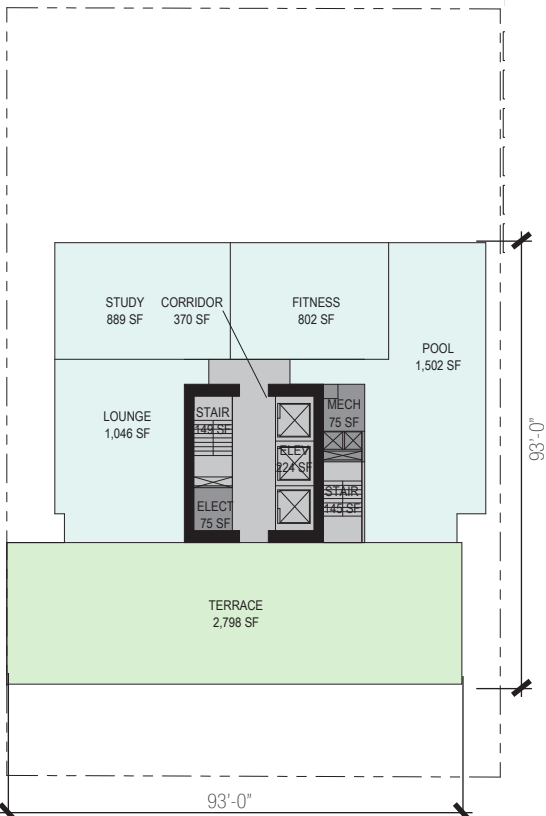 STUDY
889 SF
CORRIDOR
370 SF
FITNESS
802 SF
POOL
1,502 SF
LOUNGE
1,046 SF
STAIR
149 SF
MECH
75 SF
ELEV
224 SF
STAIR
145 SF
ELECT
75 SF
TERRACE
2,798 SF
93'-0"
93'-0"